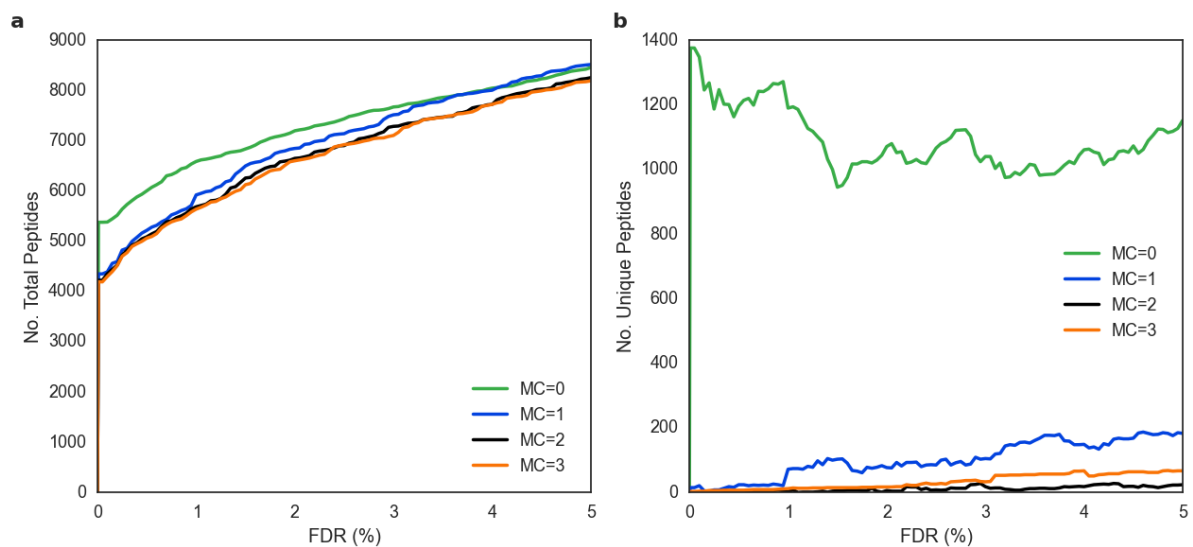 a
9000
8000
7000
6000
5000
4000
3000
2000
1000
0
No. Total Peptides
MC=0
MC=1
MC=2
MC=3
0 1 2 3 4 5
FDR (%)
b
1400
1200
1000
800
600
400
200
0
No. Unique Peptides
MC=0
MC=1
MC=2
MC=3
0 1 2 3 4 5
FDR (%)